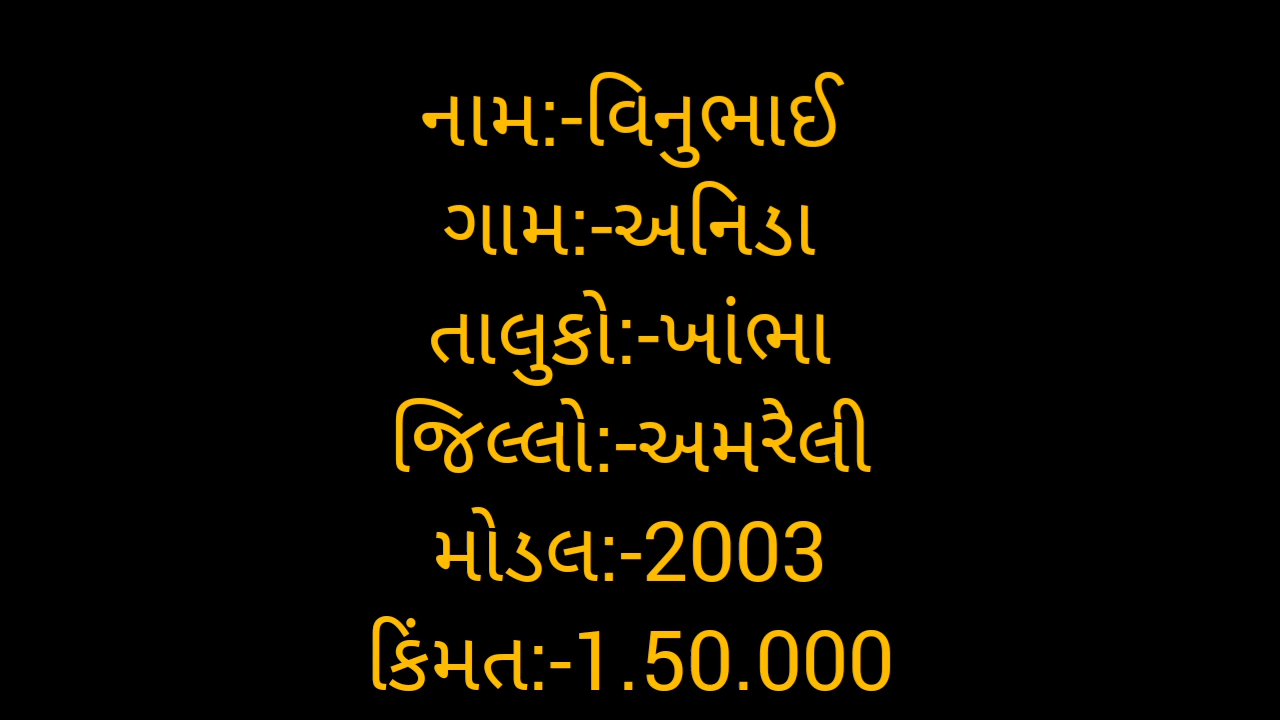 નામ:-વિનુભાઈ
ગામ:-અનિડા
તાલુકો:-ખાંભા
જિલ્લો:-અમરેલી
મોડલ:-2003
કિંમત:-1.50.000